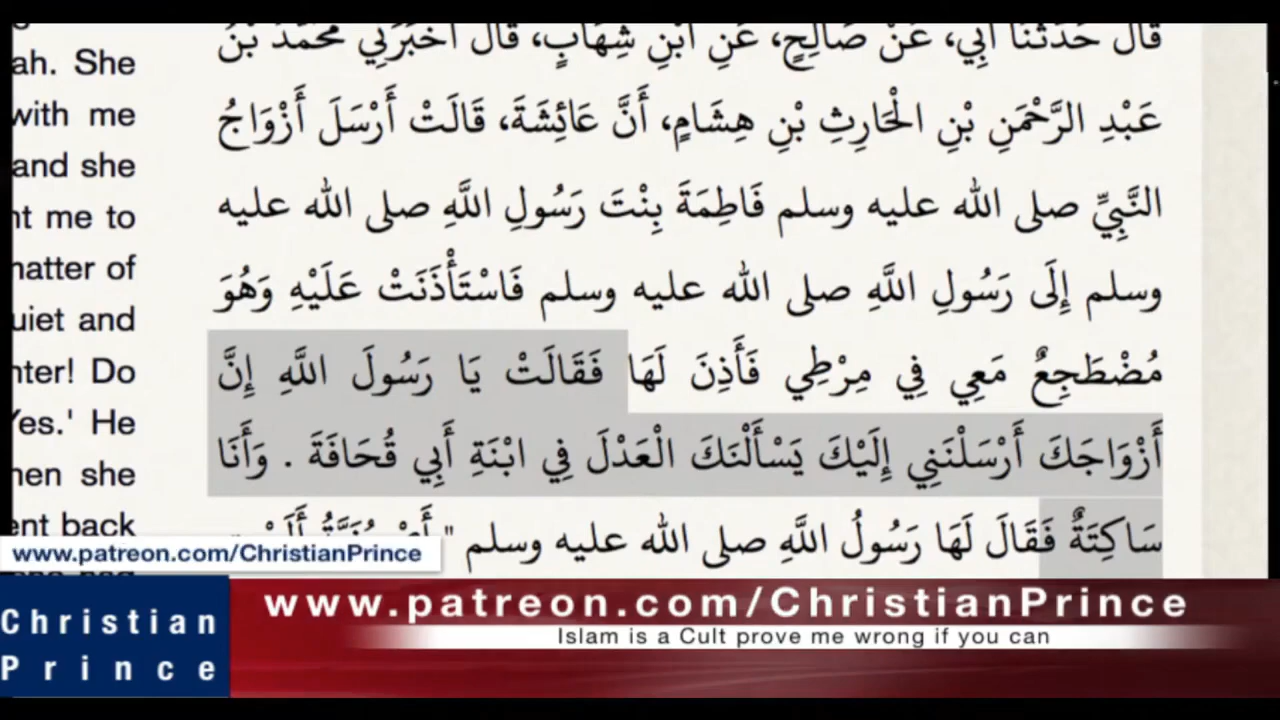 قَالَ حَدَّثَنَا أَبِي، عَنْ صَالِحٍ، عَنِ ابْنِ شِهَابٍ، قَالَ أَخْبَرَنِي مُحَمَّدُ بْنُ
عَبْدِ الرَّحْمَنِ بْنِ الْحَارِثِ بْنِ هِشَامٍ، أَنَّ عَائِشَةَ، قَالَتْ أَرْسَلَ أَزْوَاجُ
النَّبِيِّ صلى الله عليه وسلم فَاطِمَةَ بِنْتَ رَسُولِ اللَّهِ صلى الله عليه
وسلم إِلَى رَسُولِ اللَّهِ صلى الله عليه وسلم فَاسْتَأْذَنَتْ عَلَيْهِ وَهُوَ
مُضْطَجِعٌ مَعِي فِي مِرْطِي فَأَذِنَ لَهَا فَقَالَتْ يَا رَسُولَ اللَّهِ إِنَّ
أَزْوَاجَكَ أَرْسَلْنَنِي إِلَيْكَ يَسْأَلْنَكَ الْعَدْلَ فِي ابْنَةِ أَبِي قُحَافَةَ . وَأَنَا
سَاكِتَةٌ فَقَالَ لَهَا رَسُولُ اللَّهِ صلى الله عليه وسلم "
ah. She
with me
and she
nt me to
natter of
uiet and
nter! Do
Yes.' He
hen she
ent back
www.patreon.com/ChristianPrince
Christian
Prince
www.patreon.com/ChristianPrince
Islam is a Cult prove me wrong if you can